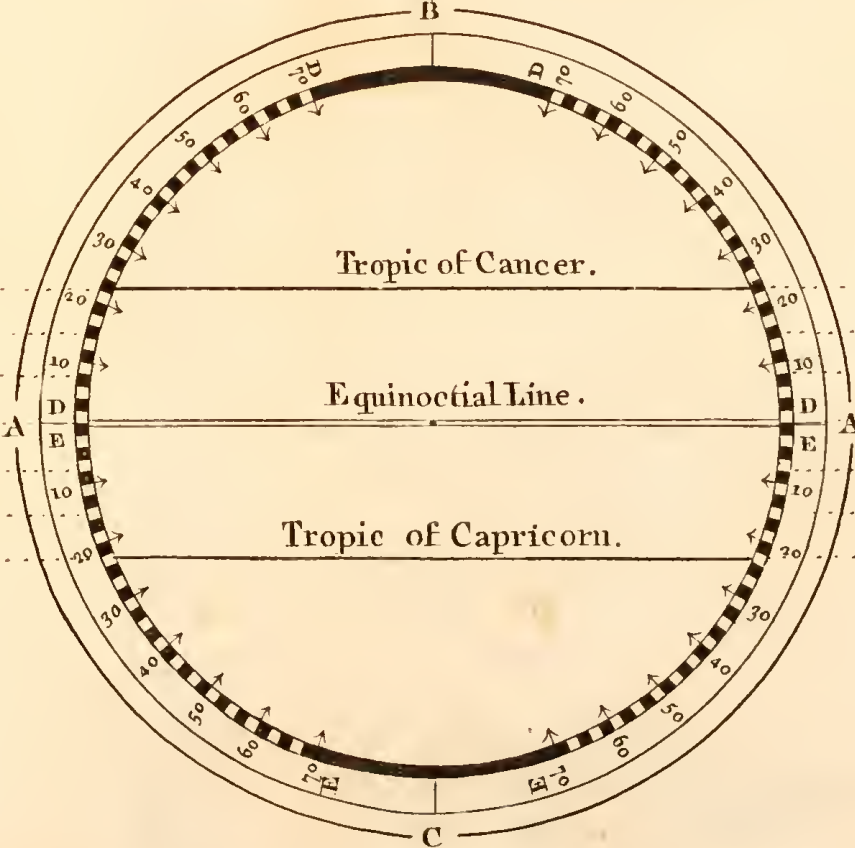 B
70 D D 70
60 60
50 50
40 40
30 30
Tropic of Cancer.
20 20
10 10
Equinoctial Line.
D D
A A
E E
10 10
Tropic of Capricorn.
20 20
30 30
40 40
50 50
60 60
70 E E 70
C